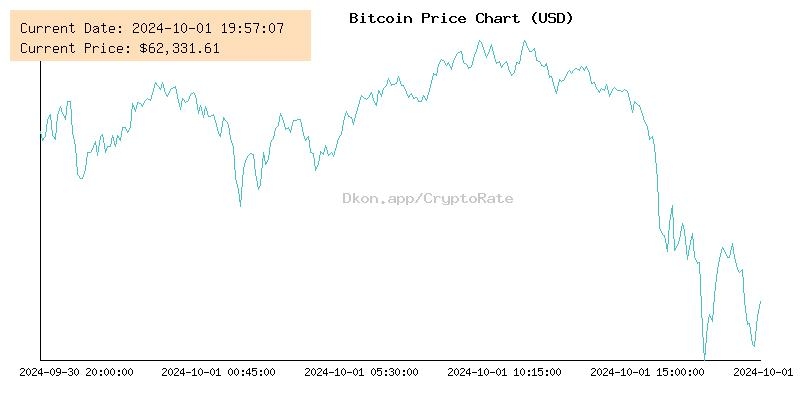 Bitcoin Price Chart (USD)
Current Date: 2024-10-01 19:57:07
Current Price: $62,331.61
Dkon.app/CryptoRate
2024-09-30 20:00:00 2024-10-01 00:45:00 2024-10-01 05:30:00 2024-10-01 10:15:00 2024-10-01 15:00:00 2024-10-01